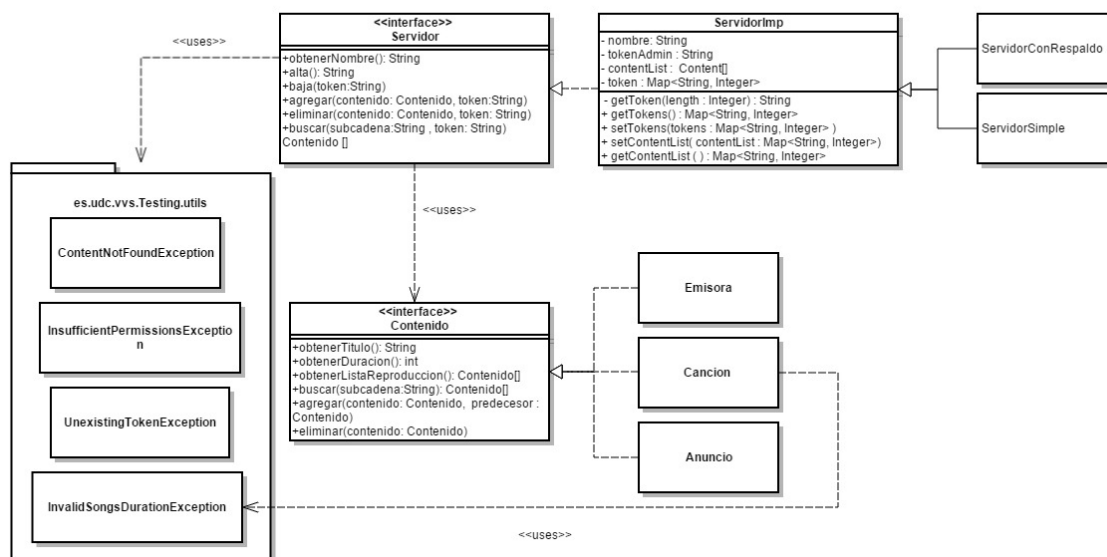 <<interface>>
Servidor
+obtenerNombre(): String
+alta(): String
+baja(token:String)
+agregar(contenido: Contenido, token:String)
+eliminar(contenido: Contenido, token: String)
+buscar(subcadena:String , token: String)
Contenido []
ServidorImp
- nombre: String
- tokenAdmin : String
- contentList :  Content[]
- token : Map<String, Integer>
- getToken(length : Integer) : String
+ getTokens() : Map<String, Integer>
+ setTokens(tokens : Map<String, Integer> )
+ setContentList( contentList : Map<String, Integer>)
+ getContentList ( ) : Map<String, Integer>
ServidorConRespaldo
ServidorSimple
<<uses>>
<<uses>>
es.udc.vvs.Testing.utils
ContentNotFoundException
InsufficientPermissionsExceptio
n
UnexistingTokenException
InvalidSongsDurationException
<<interface>>
Contenido
+obtenerTitulo(): String
+obtenerDuracion(): int
+obtenerListaReproduccion(): Contenido[]
+buscar(subcadena:String): Contenido[]
+agregar(contenido: Contenido,  predecesor :
Contenido)
+eliminar(contenido: Contenido)
Emisora
Cancion
Anuncio
<<uses>>